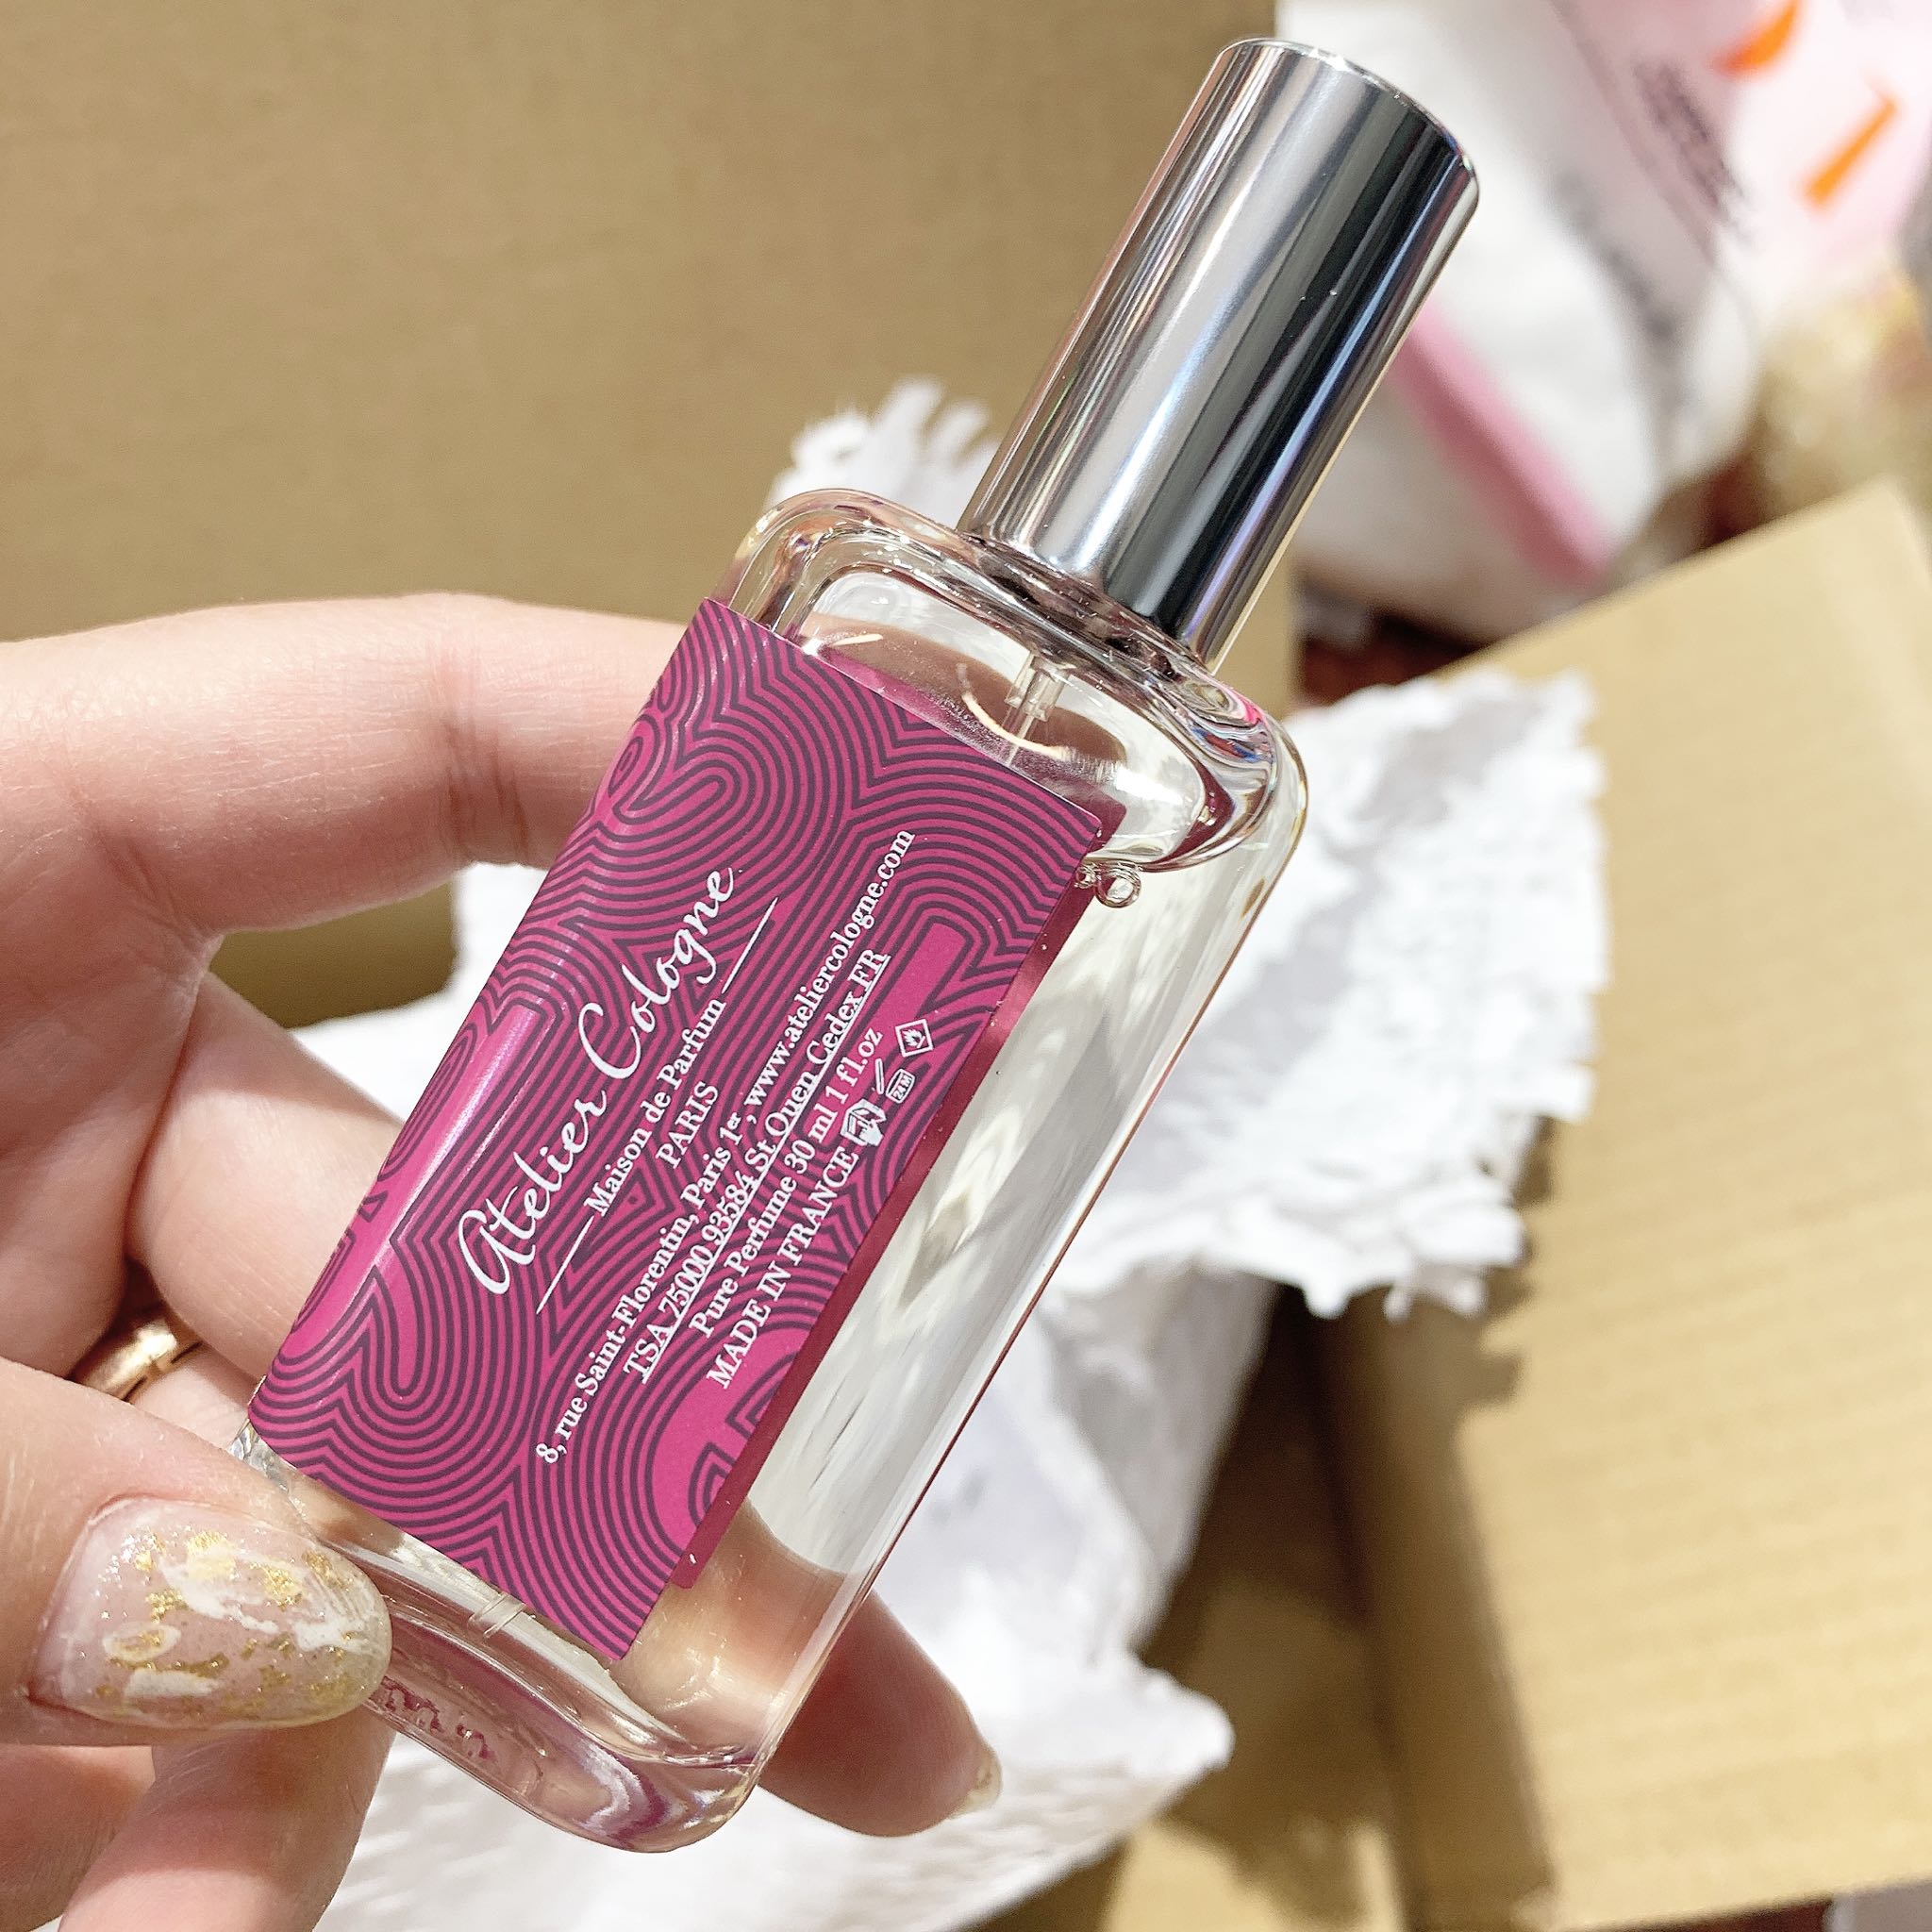 Atelier Cologne
Maison de Parfum
PARIS
8, rue Saint-Florentin, Paris 1er, www.ateliercologne.com
TSA 75000 93584 St Ouen Cedex FR
Pure Perfume 30 ml 1 fl.oz
MADE IN FRANCE
24M